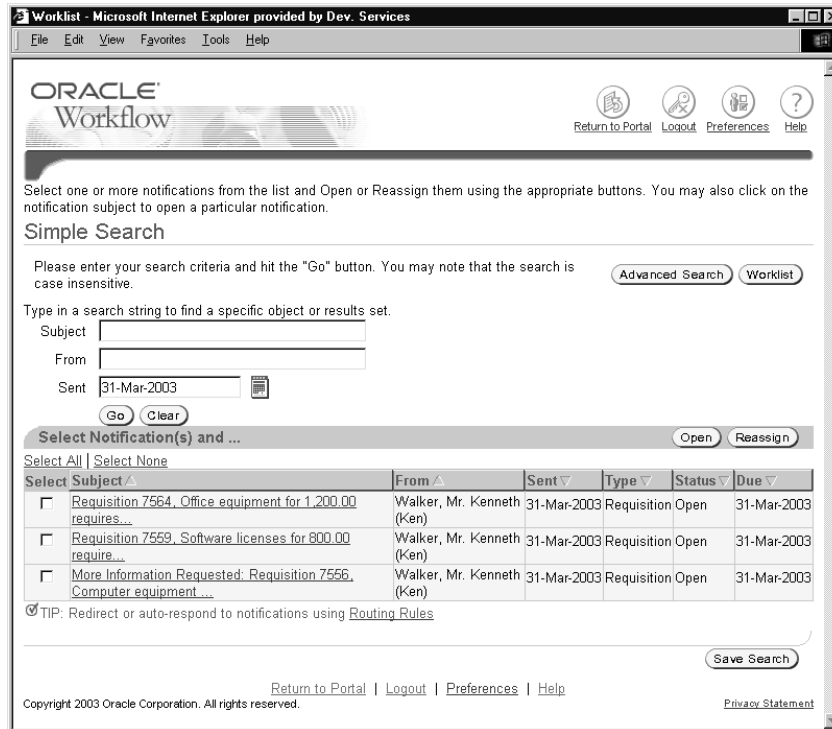 Worklist - Microsoft Internet Explorer provided by Dev. Services
File Edit View Favorites Tools Help
ORACLE
Workflow
Return to Portal Logout Preferences Help
Select one or more notifications from the list and Open or Reassign them using the appropriate buttons. You may also click on the
notification subject to open a particular notification.
Simple Search
Please enter your search criteria and hit the "Go" button. You may note that the search is
case insensitive.
Advanced Search Worklist
Type in a search string to find a specific object or results set.
Subject
From
Sent 31-Mar-2003
Go Clear
Select Notification(s) and ... Open Reassign
Select All | Select None
Select Subject From Sent Type Status Due
Requisition 7564, Office equipment for 1,200.00 Walker, Mr. Kenneth 31-Mar-2003 Requisition Open 31-Mar-2003
requires... (Ken)
Requisition 7559, Software licenses for 800.00 Walker, Mr. Kenneth 31-Mar-2003 Requisition Open 31-Mar-2003
require... (Ken)
More Information Requested: Requisition 7556, Walker, Mr. Kenneth 31-Mar-2003 Requisition Open 31-Mar-2003
Computer equipment ... (Ken)
TIP: Redirect or auto-respond to notifications using Routing Rules
Save Search
Return to Portal | Logout | Preferences | Help
Copyright 2003 Oracle Corporation. All rights reserved. Privacy Statement